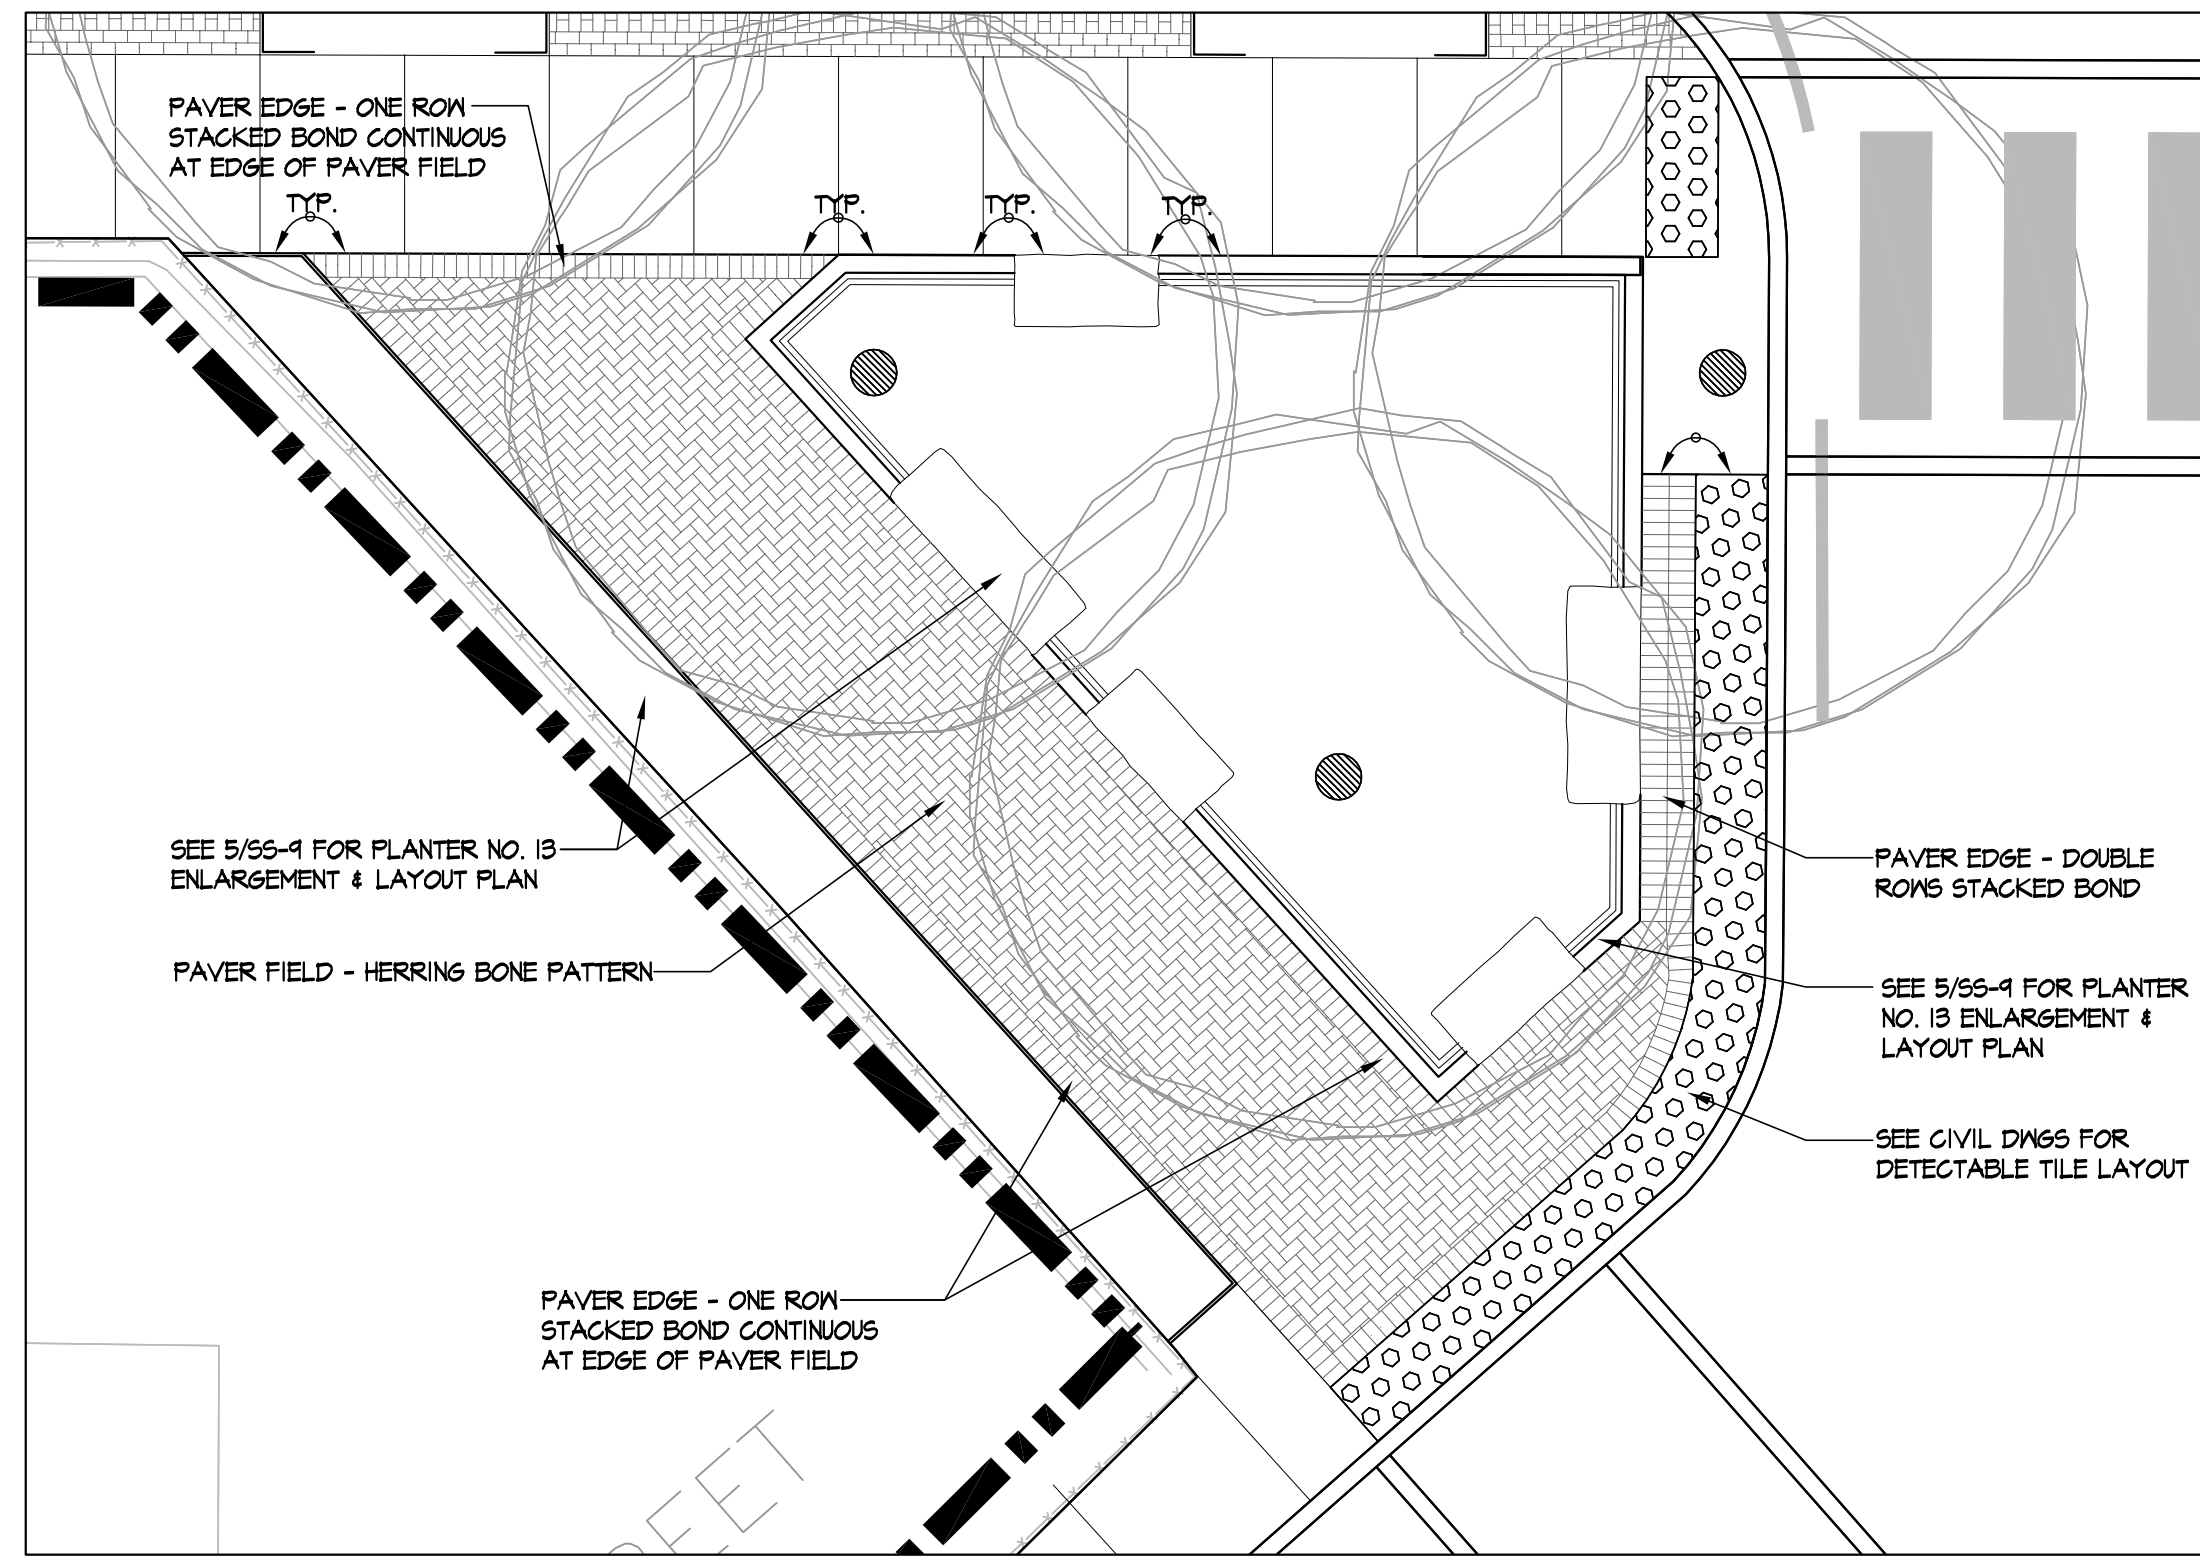 PAVER EDGE - ONE ROW
STACKED BOND CONTINUOUS
AT EDGE OF PAVER FIELD
TYP.
TYP.
TYP.
TYP.
SEE 5/SS-9 FOR PLANTER NO. 13
ENLARGEMENT & LAYOUT PLAN
PAVER FIELD - HERRING BONE PATTERN
PAVER EDGE - DOUBLE
ROWS STACKED BOND
SEE 5/SS-9 FOR PLANTER
NO. 13 ENLARGEMENT &
LAYOUT PLAN
SEE CIVIL DWGS FOR
DETECTABLE TILE LAYOUT
PAVER EDGE - ONE ROW
STACKED BOND CONTINUOUS
AT EDGE OF PAVER FIELD